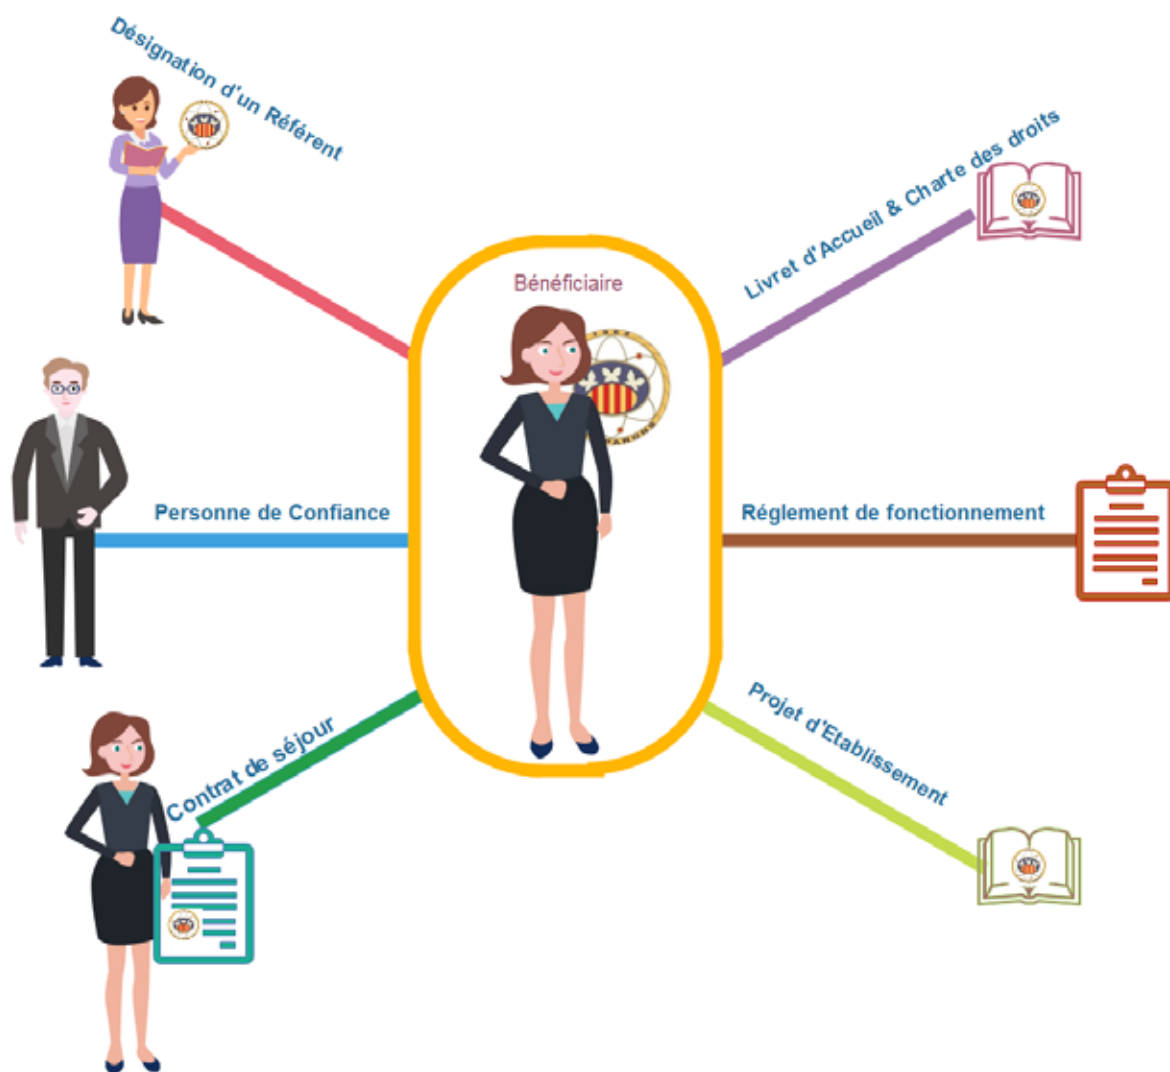 Désignation d'un Référent
Livret d'Accueil & Charte des droits
Bénéficiaire
Personne de Confiance
Réglement de fonctionnement
Contrat de séjour
Projet d'Etablissement